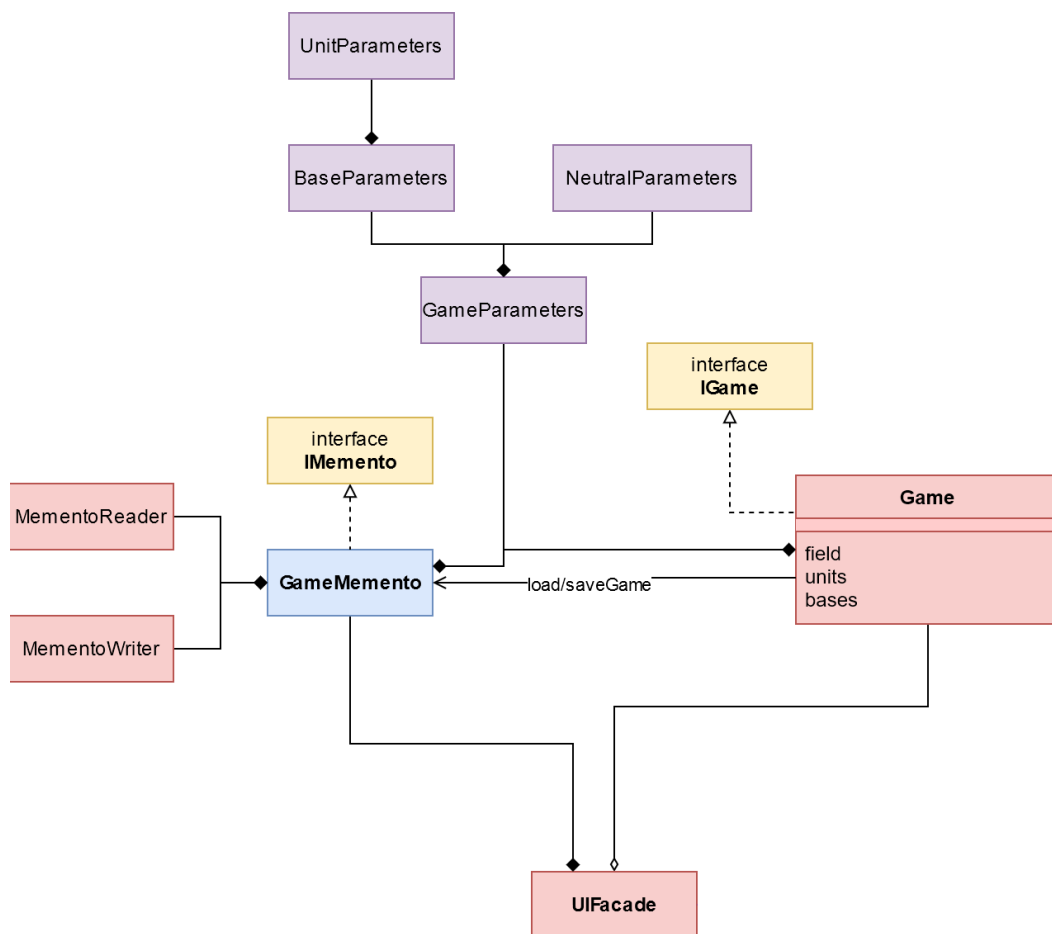 UnitParameters
BaseParameters
NeutralParameters
GameParameters
interface
IGame
interface
IMemento
MementoReader
Game
GameMemento
load/saveGame
field
units
bases
MementoWriter
UIFacade